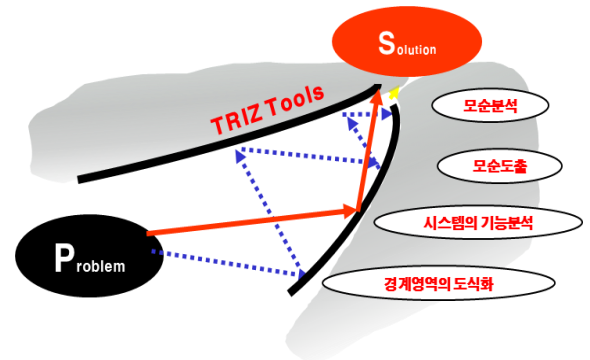 Solution
TRIZ Tools
모순분석
모순도출
시스템의 기능분석
Problem
경계영역의 도식화